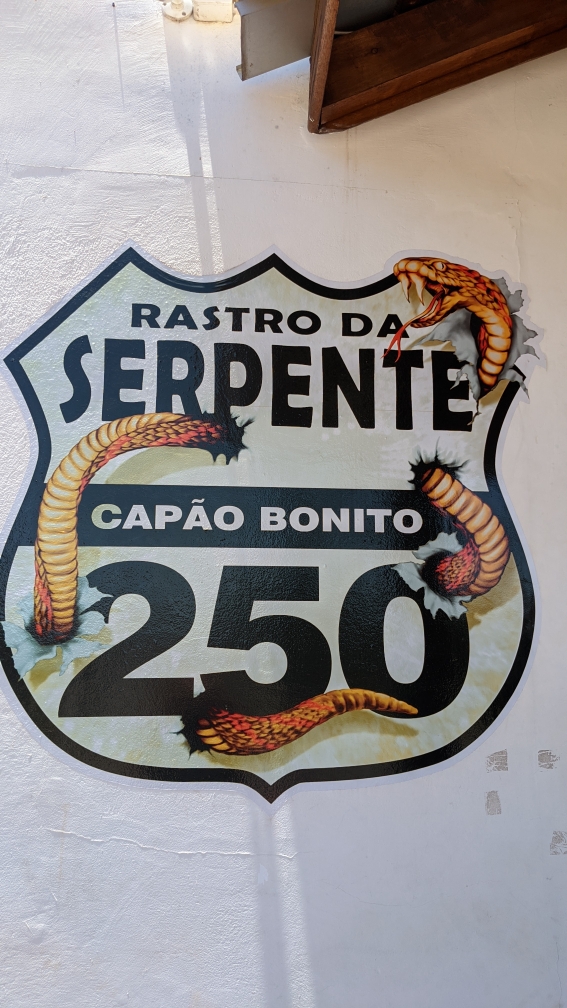 RASTRO DA
SERPENTE
CAPÃO BONITO
250